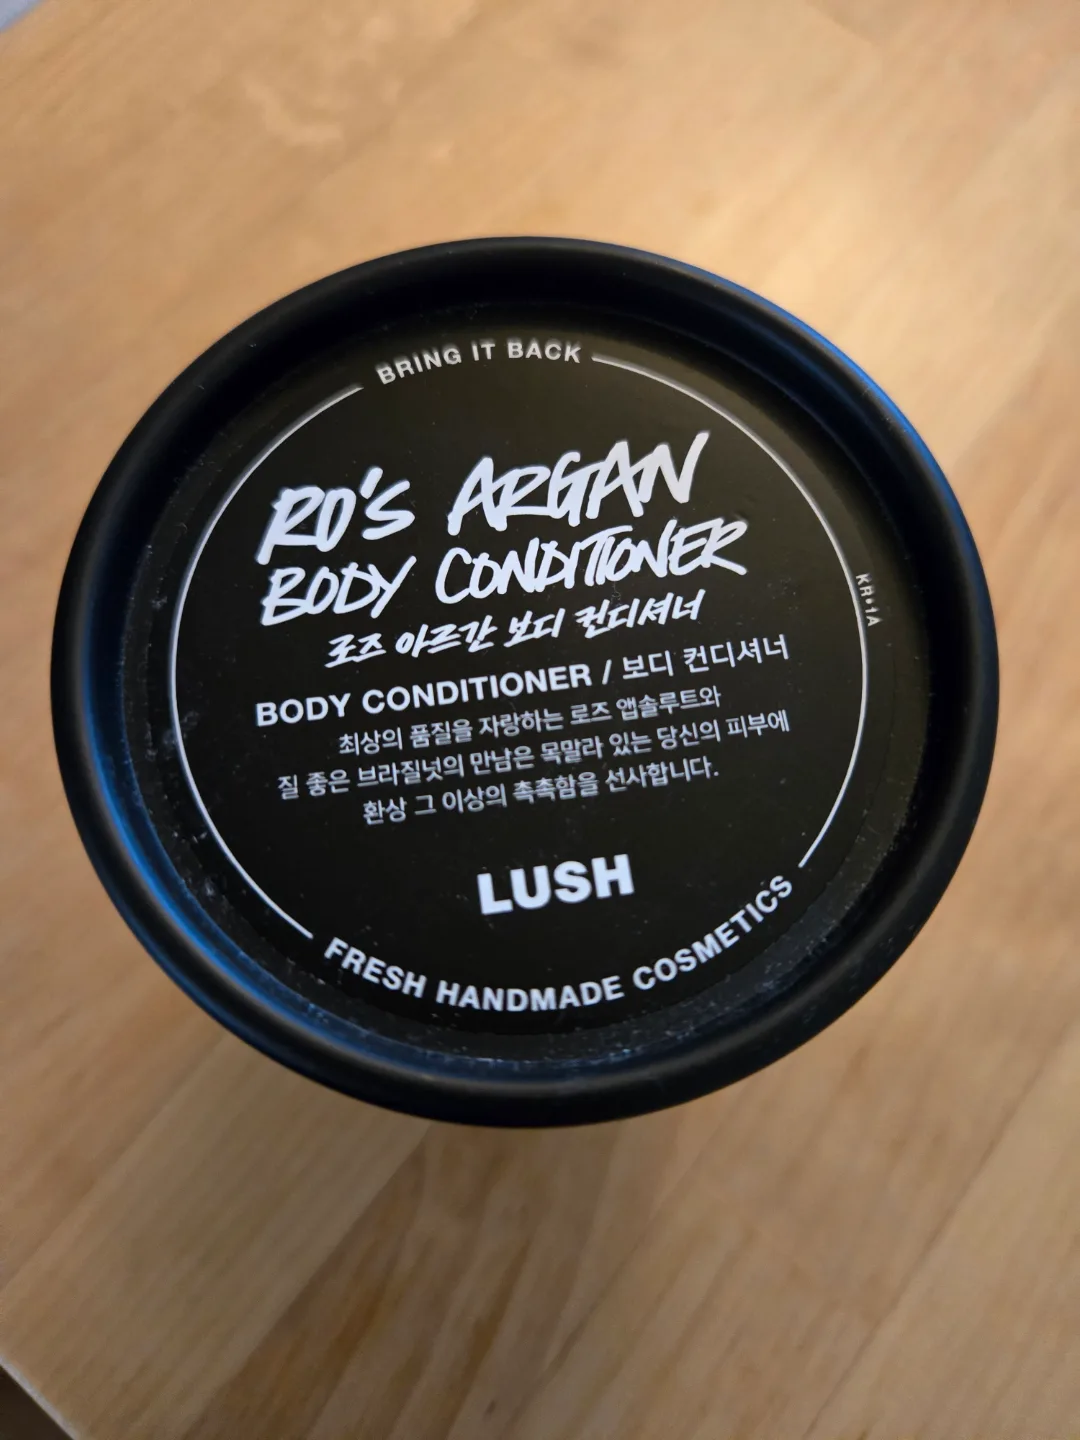 BRING IT BACK
RO'S ARGAN
BODY CONDITIONER
로즈 아르간 보디 컨디셔너
BODY CONDITIONER / 보디 컨디셔너
최상의 품질을 자랑하는 로즈 앱솔루트와
질 좋은 브라질넛의 만남은 목말라 있는 당신의 피부에
환상 그 이상의 촉촉함을 선사합니다.
LUSH
FRESH HANDMADE COSMETICS
KR•1A